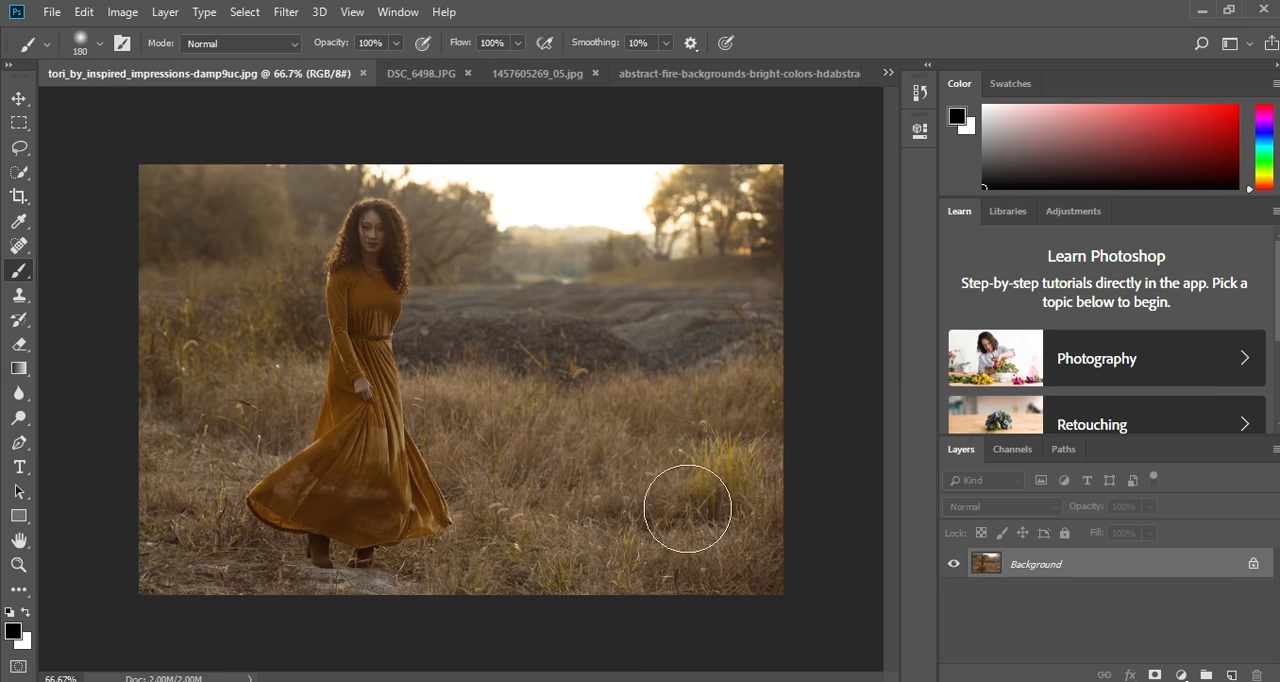 Ps File Edit Image Layer Type Select Filter 3D View Window Help
180 Mode: Normal Opacity: 100% Flow: 100% Smoothing: 10%
tori_by_inspired_impressions-damp9uc.jpg @ 66.7% (RGB/8#) × DSC_6498.JPG × 1457605269_05.jpg × abstract-fire-backgrounds-bright-colors-hdabstra
Color Swatches
Learn Libraries Adjustments
Learn Photoshop
Step-by-step tutorials directly in the app. Pick a
topic below to begin.
Photography
Retouching
Layers Channels Paths
Kind
Normal Opacity: 100%
Lock: Fill: 100%
Background
66.67% Doc: 2.00M/2.00M